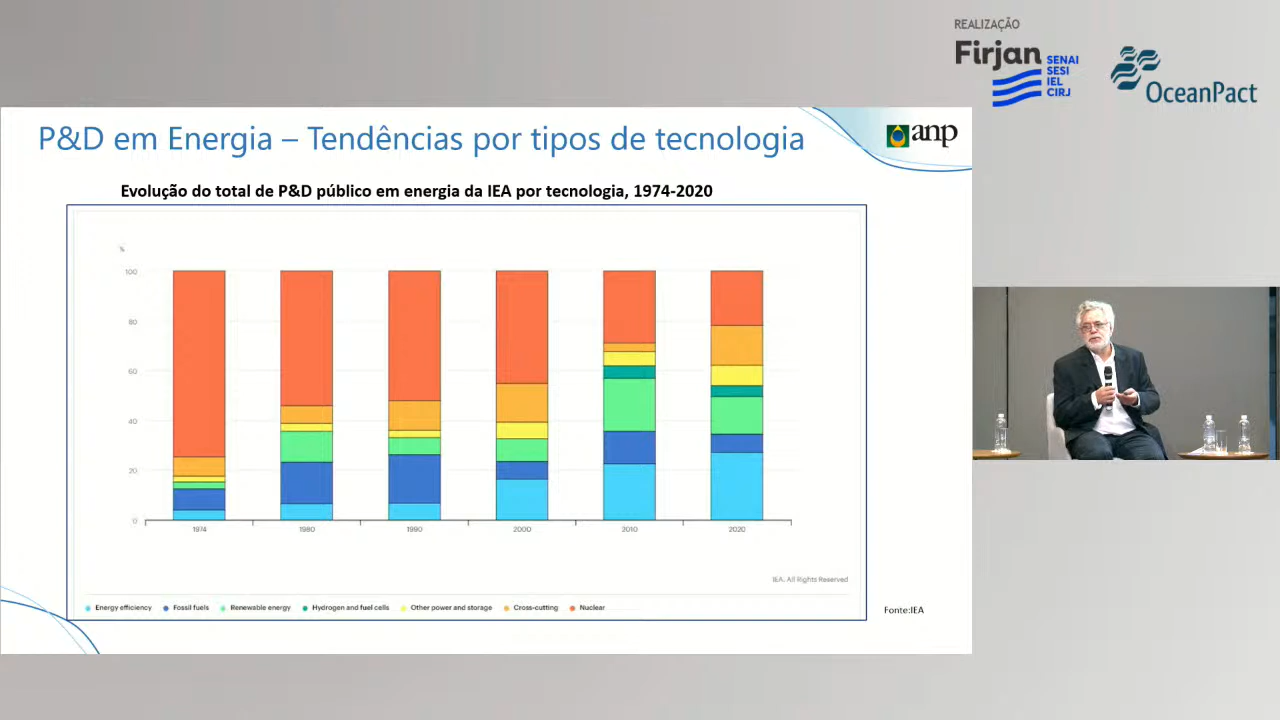 REALIZAÇÃO
Firjan
SENAI
SESI
IEL
CIRJ
OceanPact
P&D em Energia – Tendências por tipos de tecnologia
anp
Evolução do total de P&D público em energia da IEA por tecnologia, 1974-2020
%
100
80
60
40
20
0
1974 1980 1990 2000 2010 2020
IEA. All Rights Reserved
Energy efficiency Fossil fuels Renewable energy Hydrogen and fuel cells Other power and storage Cross-cutting Nuclear
Fonte:IEA